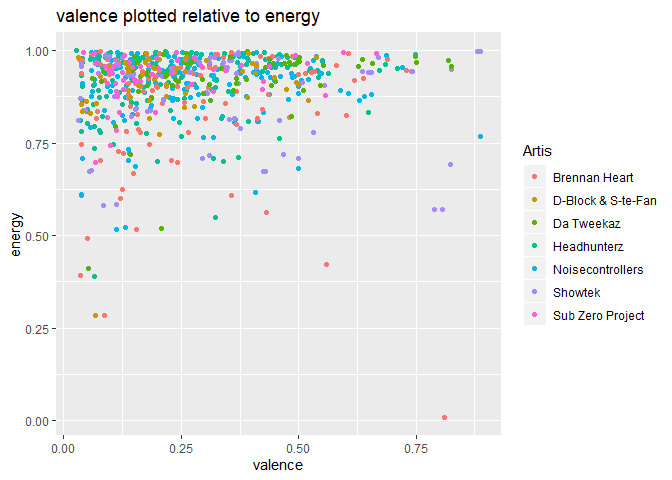 valence plotted relative to energy
1.00
0.75
0.50
0.25
0.00
energy
0.00 0.25 0.50 0.75
valence
Artis
Brennan Heart
D-Block & S-te-Fan
Da Tweekaz
Headhunterz
Noisecontrollers
Showtek
Sub Zero Project